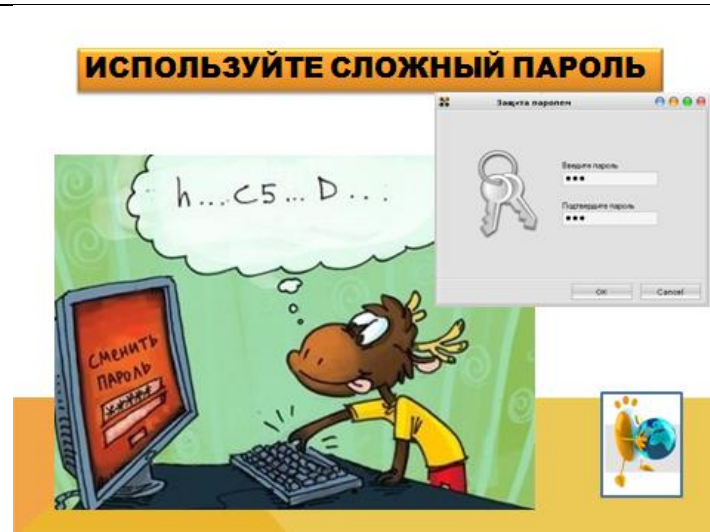 ИСПОЛЬЗУЙТЕ СЛОЖНЫЙ ПАРОЛЬ
Защита паролем
Введите пароль
•••
Подтвердите пароль
•••
OK Cancel
h...C5...D...
СМЕНИТЬ
ПАРОЛЬ
*****